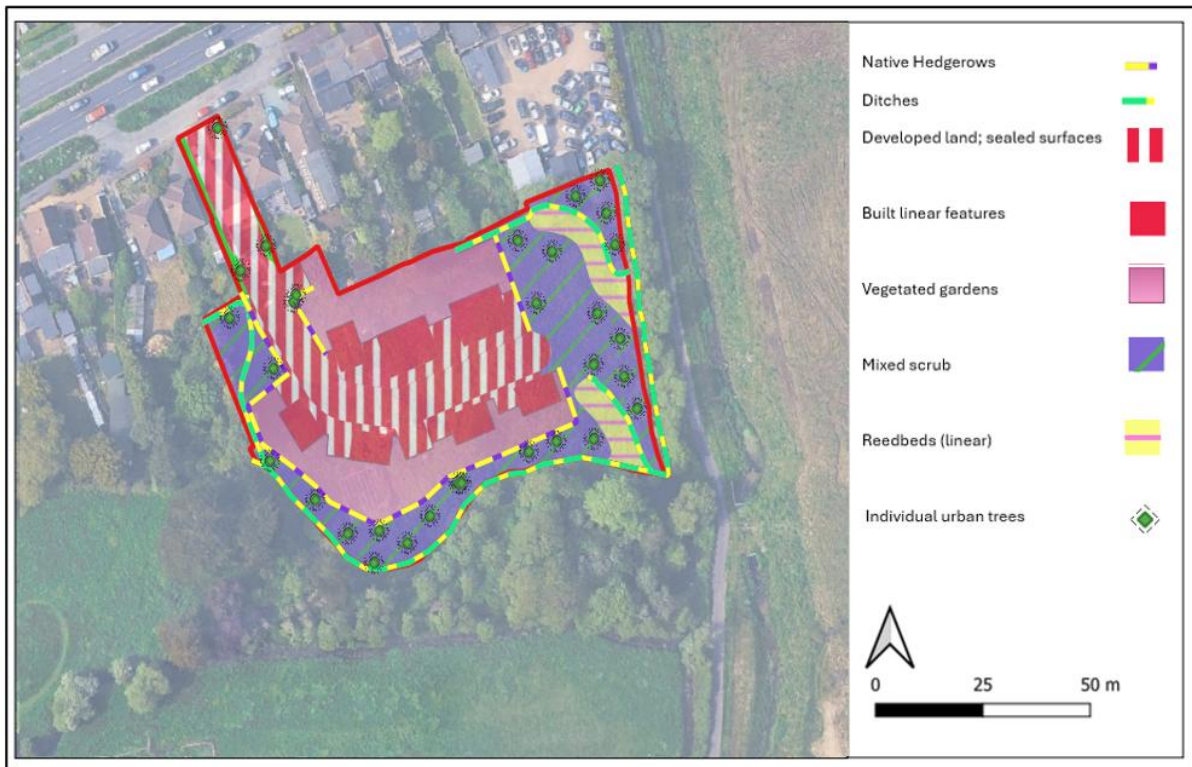 Native Hedgerows
Ditches
Developed land; sealed surfaces
Built linear features
Vegetated gardens
Mixed scrub
Reedbeds (linear)
Individual urban trees
0 25 50 m